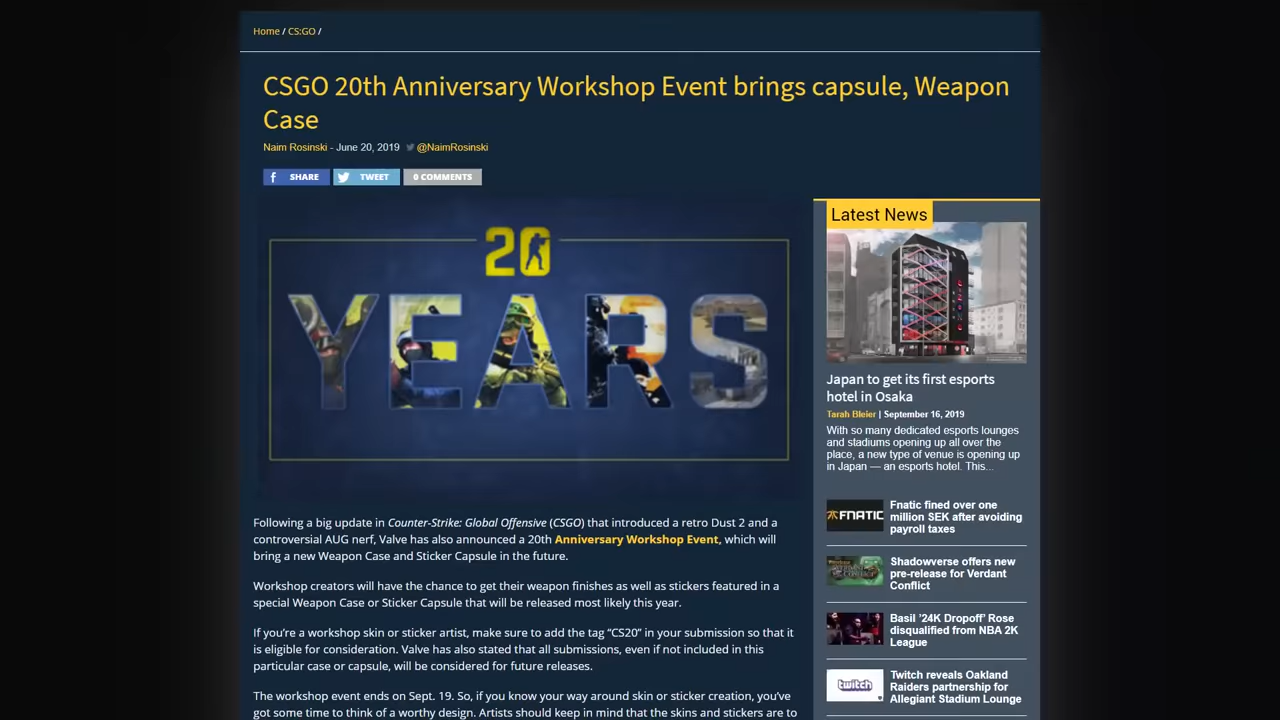 Home / CS:GO /
CSGO 20th Anniversary Workshop Event brings capsule, Weapon
Case
Naim Rosinski - June 20, 2019 @NaimRosinski
SHARE TWEET 0 COMMENTS
20
YEARS
Following a big update in Counter-Strike: Global Offensive (CSGO) that introduced a retro Dust 2 and a
controversial AUG nerf, Valve has also announced a 20th Anniversary Workshop Event, which will
bring a new Weapon Case and Sticker Capsule in the future.
Workshop creators will have the chance to get their weapon finishes as well as stickers featured in a
special Weapon Case or Sticker Capsule that will be released most likely this year.
If you’re a workshop skin or sticker artist, make sure to add the tag “CS20” in your submission so that it
is eligible for consideration. Valve has also stated that all submissions, even if not included in this
particular case or capsule, will be considered for future releases.
The workshop event ends on Sept. 19. So, if you know your way around skin or sticker creation, you’ve
got some time to think of a worthy design. Artists should keep in mind that the skins and stickers are to
Latest News
Japan to get its first esports
hotel in Osaka
Tarah Bleier | September 16, 2019
With so many dedicated esports lounges
and stadiums opening up all over the
place, a new type of venue is opening up
in Japan — an esports hotel. This...
FNATIC
Fnatic fined over one
million SEK after avoiding
payroll taxes
Shadowverse offers new
pre-release for Verdant
Conflict
Basil ’24K Dropoff’ Rose
disqualified from NBA 2K
League
twitch
Twitch reveals Oakland
Raiders partnership for
Allegiant Stadium Lounge